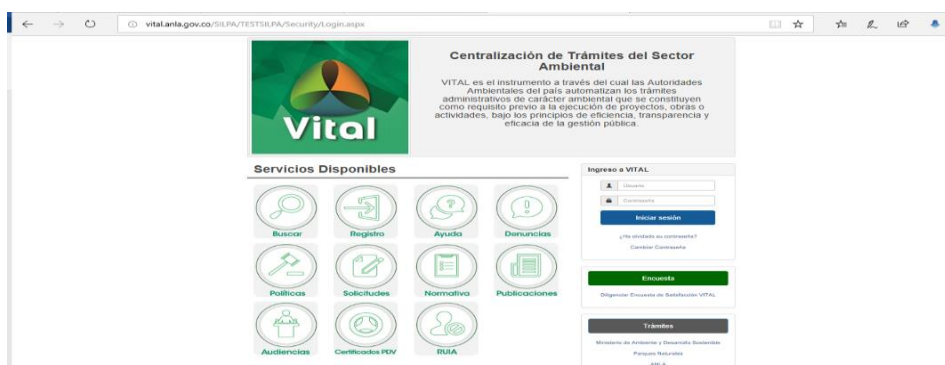 vital.anla.gov.co/SILPA/TESTSILPA/Security/Login.aspx
Vital
Centralización de Trámites del Sector
Ambiental
VITAL es el instrumento a través del cual las Autoridades
Ambientales del país automatizan los trámites
administrativos de carácter ambiental que se constituyen
como requisito previo a la ejecución de proyectos, obras o
actividades, bajo los principios de eficiencia, transparencia y
eficacia de la gestión pública.
Servicios Disponibles
Buscar
Registro
Ayuda
Denuncias
Políticas
Solicitudes
Normativa
Publicaciones
Audiencias
Certificados PDV
RUIA
Ingreso a VITAL
Usuario
Contraseña
Iniciar sesión
¿Ha olvidado su contraseña?
Cambiar Contraseña
Encuesta
Diligenciar Encuesta de Satisfacción VITAL
Trámites
Ministerio de Ambiente y Desarrollo Sostenible
Parques Naturales
ANLA